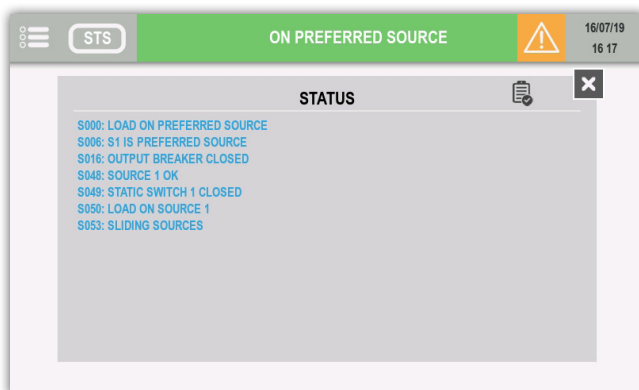 STS
ON PREFERRED SOURCE
16/07/19
16 17
STATUS
S000: LOAD ON PREFERRED SOURCE
S006: S1 IS PREFERRED SOURCE
S016: OUTPUT BREAKER CLOSED
S048: SOURCE 1 OK
S049: STATIC SWITCH 1 CLOSED
S050: LOAD ON SOURCE 1
S053: SLIDING SOURCES